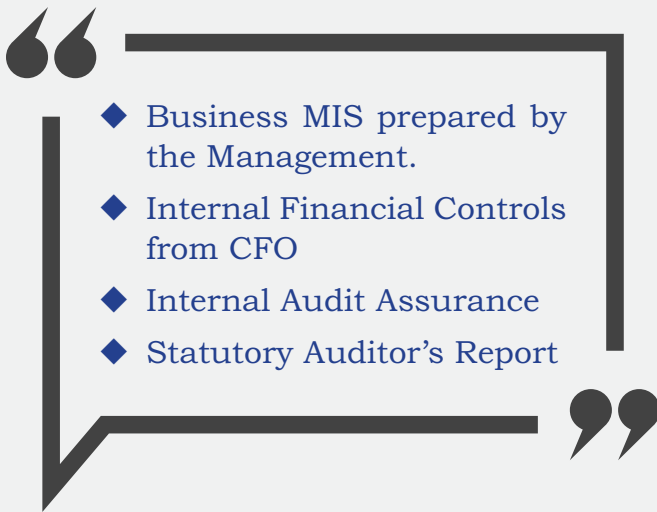 ◆ Business MIS prepared by
the Management.
◆ Internal Financial Controls
from CFO
◆ Internal Audit Assurance
◆ Statutory Auditor’s Report